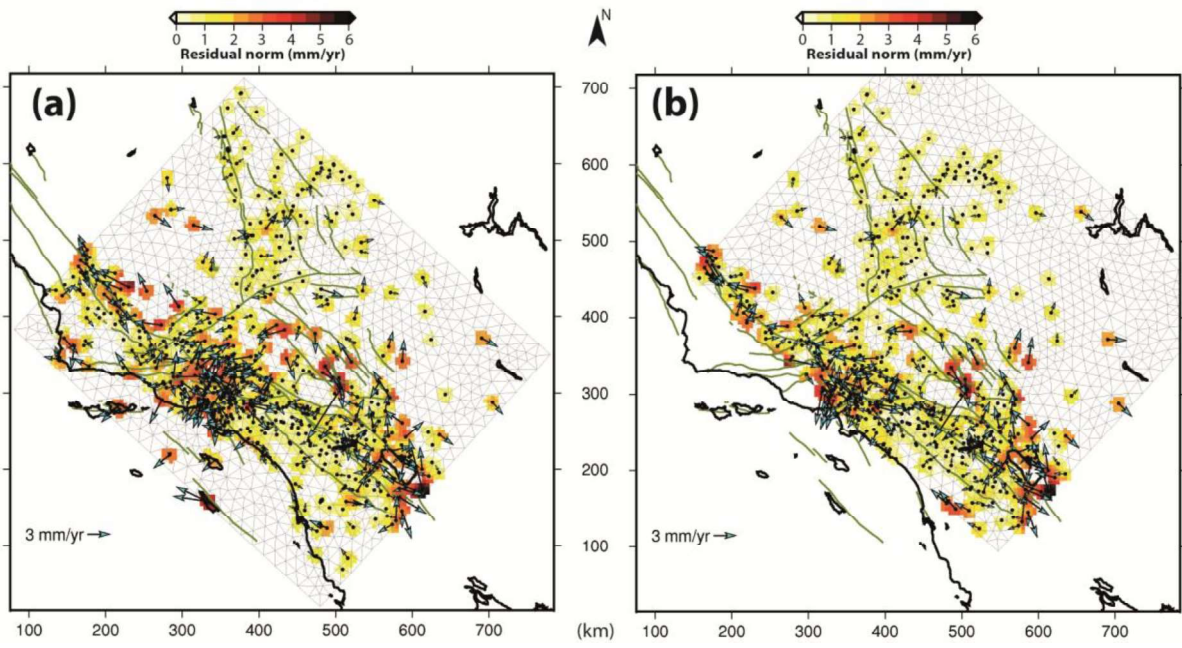 0 1 2 3 4 5 6
Residual norm (mm/yr)
N
0 1 2 3 4 5 6
Residual norm (mm/yr)
(a)
(b)
700
600
500
400
300
200
100
3 mm/yr
3 mm/yr
100 200 300 400 500 600 700
(km)
100 200 300 400 500 600 700